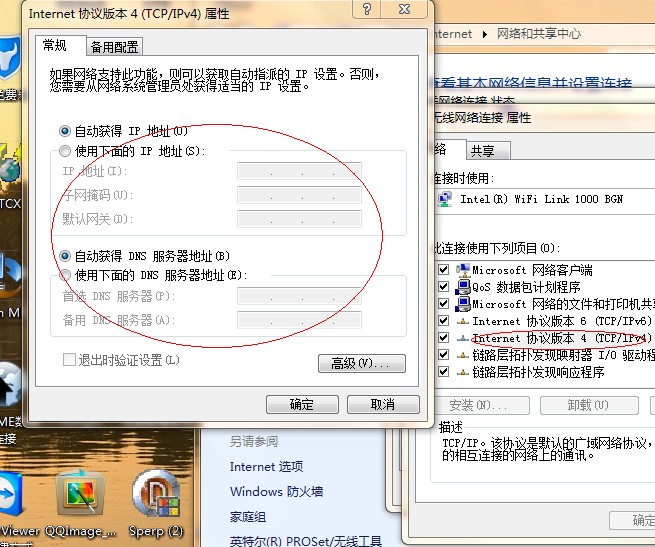 Internet 协议版本 4 (TCP/IPv4) 属性
常规
备用配置
如果网络支持此功能，则可以获取自动指派的 IP 设置。否则，
您需要从网络系统管理员处获得适当的 IP 设置。
自动获得 IP 地址(O)
使用下面的 IP 地址(S):
IP 地址(I):
子网掩码(U):
默认网关(D):
自动获得 DNS 服务器地址(B)
使用下面的 DNS 服务器地址(E):
首选 DNS 服务器(P):
备用 DNS 服务器(A):
退出时验证设置(L)
高级(V)...
确定
取消
网络和共享中心
查看基本网络信息并设置连接
无线网络连接 属性
络
共享
连接时使用:
Intel(R) WiFi Link 1000 BGN
此连接使用下列项目(O):
Microsoft 网络客户端
QoS 数据包计划程序
Microsoft 网络的文件和打印机共享
Internet 协议版本 6 (TCP/IPv6)
Internet 协议版本 4 (TCP/IPv4)
链路层拓扑发现映射器 I/O 驱动程
链路层拓扑发现响应程序
安装(N)...
卸载(U)
描述
TCP/IP。该协议是默认的广域网络协议，
的相互连接的网络上的通讯。
确定
另请参阅
Internet 选项
Windows 防火墙
家庭组
英特尔(R) PROSet/无线工具
Viewer
QQImage_...
Sperp (2)